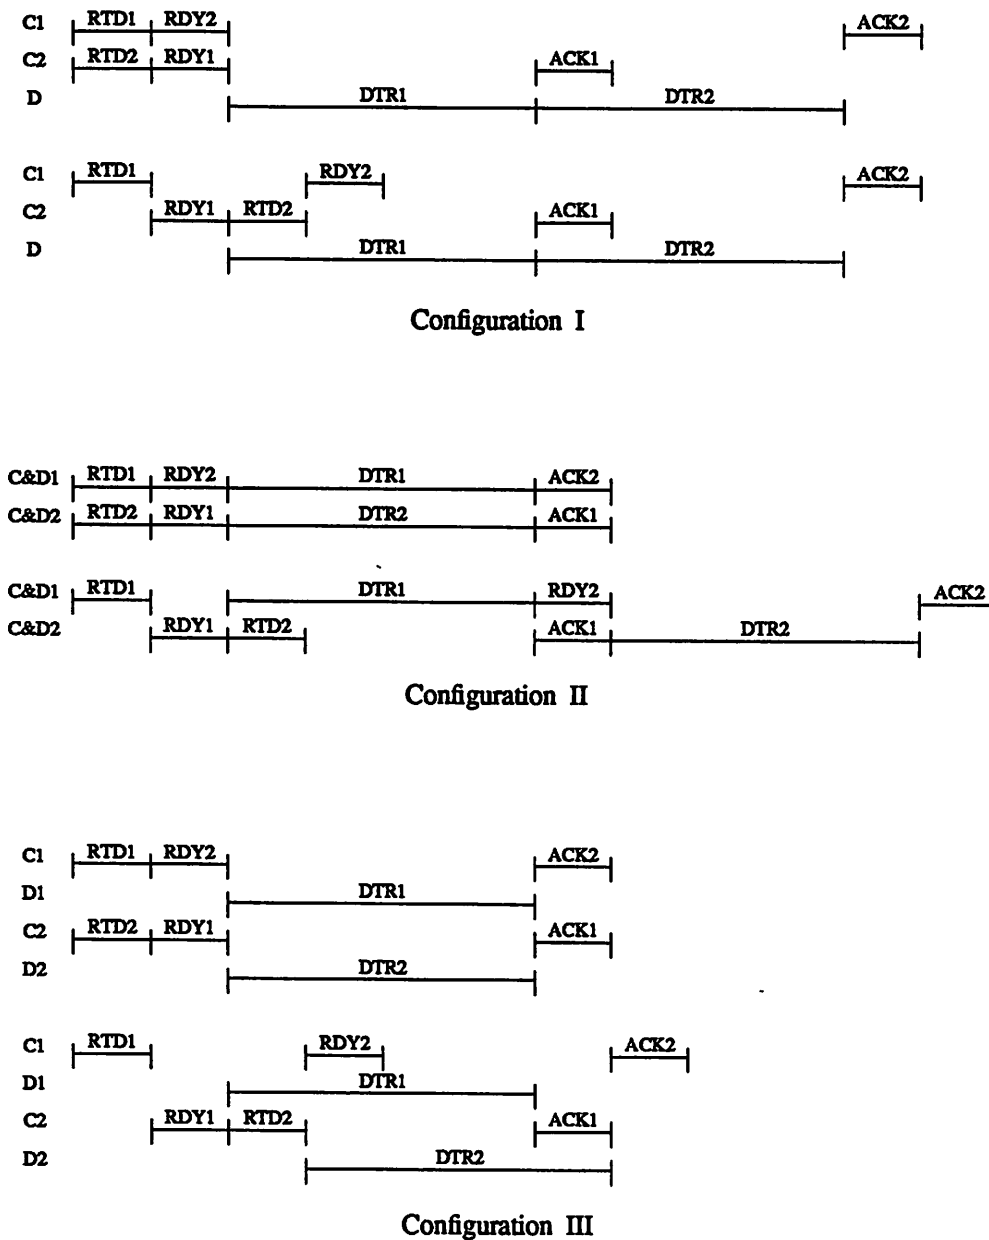 C1 RTD1 RDY2 ACK2
C2 RTD2 RDY1 ACK1
D DTR1 DTR2
C1 RTD1 RDY2 ACK2
C2 RDY1 RTD2 ACK1
D DTR1 DTR2
Configuration I
C&D1 RTD1 RDY2 DTR1 ACK2
C&D2 RTD2 RDY1 DTR2 ACK1
C&D1 RTD1 DTR1 RDY2 ACK2
C&D2 RDY1 RTD2 ACK1 DTR2
Configuration II
C1 RTD1 RDY2 ACK2
D1 DTR1
C2 RTD2 RDY1 ACK1
D2 DTR2
C1 RTD1 RDY2 ACK2
D1 DTR1
C2 RDY1 RTD2 ACK1
D2 DTR2
Configuration III